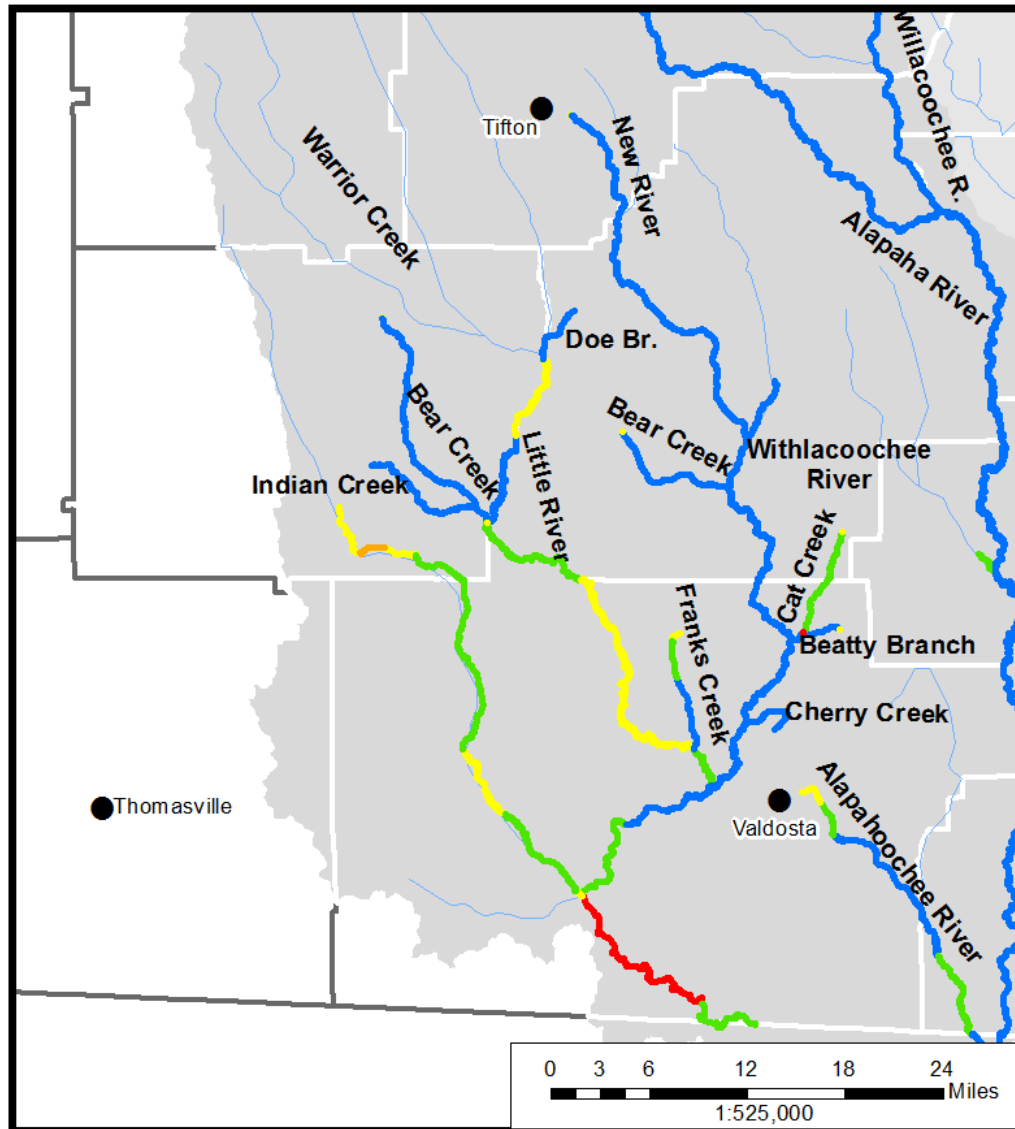 Willacoochee R.
Tifton
New River
Warrior Creek
Alapaha River
Doe Br.
Bear Creek
Bear Creek
Little River
Withlacoochee
River
Indian Creek
Cat Creek
Franks Creek
Beatty Branch
Cherry Creek
Thomasville
Valdosta
Alapahoochee River
0 3 6 12 18 24
Miles
1:525,000